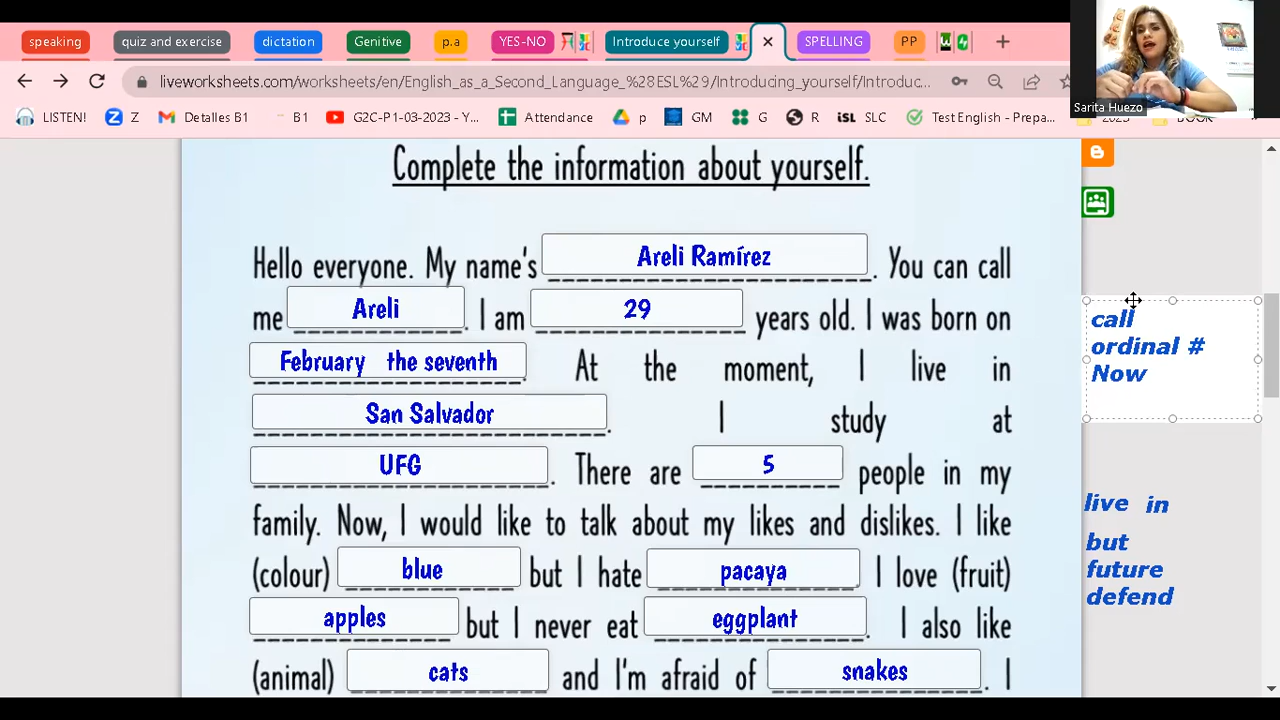 speaking quiz and exercise dictation Genitive p.a YES-NO Introduce yourself SPELLING PP
liveworksheets.com/worksheets/en/English_as_a_Second_Language_%28ESL%29/Introducing_yourself/Introduc...
LISTEN! Z Detalles B1 B1 G2C-P1-03-202C_Y... Attendance p GM G R iSL SLC Test English - Prepa... BOOK
Sarita Huezo
Complete the information about yourself.
Hello everyone. My name's Areli Ramírez. You can call
me Areli. I am 29 years old. I was born on
February the seventh. At the moment, I live in
San Salvador. I study at
UFG. There are 5 people in my
family. Now, I would like to talk about my likes and dislikes. I like
(colour) blue but I hate pacaya. I love (fruit)
apples but I never eat eggplant. I also like
(animal) cats and I'm afraid of snakes. I
call
ordinal #
Now
live in
but
future
defend